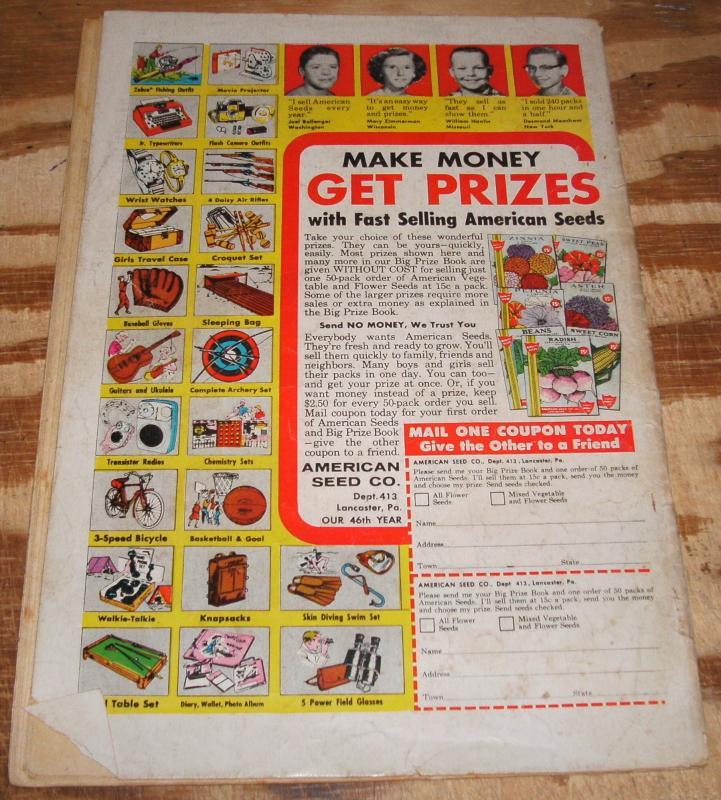 Zebco Fishing Outfit
Movie Projector
Jr. Typewriters
Flash Camera Outfits
Wrist Watches
4 Daisy Air Rifles
Girls Travel Case
Croquet Set
Baseball Gloves
Sleeping Bag
Guitars and Ukulele
Complete Archery Set
Transistor Radios
Chemistry Sets
3-Speed Bicycle
Basketball & Goal
Walkie-Talkie
Knapsacks
Skin Diving Swim Set
Table Set
Diary, Wallet, Photo Album
5 Power Field Glasses
"I sell American
Seeds every
year."
Joel Ballenger
Washington
"It's an easy way
to get money
and prizes."
Mary Zimmerman
Wisconsin
"They sell as
fast as I can
show them."
William Henlin
Missouri
"I sold 240 packs
in one hour and
a half."
Desmond Meacham
New York
MAKE MONEY
GET PRIZES
with Fast Selling American Seeds
Take your choice of these wonderful
prizes. They can be yours—quickly,
easily. Most prizes shown here and
many more in our Big Prize Book are
given WITHOUT COST for selling just
one 50-pack order of American Vege-
table and Flower Seeds at 15c a pack.
Some of the larger prizes require more
sales or extra money as explained in
the Big Prize Book.
Send NO MONEY, We Trust You
Everybody wants American Seeds.
They're fresh and ready to grow. You'll
sell them quickly to family, friends and
neighbors. Many boys and girls sell
their packs in one day. You can too—
and get your prize at once. Or, if you
want money instead of a prize, keep
$2.50 for every 50-pack order you sell.
Mail coupon today for your first order
of American Seeds
and Big Prize Book
—give the other
coupon to a friend.
ZINNIA
SWEET PEAS
ASTER
BEANS
SWEET CORN
RADISH
AMERICAN
SEED CO.
Dept. 413
Lancaster, Pa.
OUR 46th YEAR
MAIL ONE COUPON TODAY
Give the Other to a Friend
AMERICAN SEED CO., Dept. 413, Lancaster, Pa.
Please send me your Big Prize Book and one order of 50 packs of
American Seeds. I'll sell them at 15c a pack, send you the money
and choose my prize. Send seeds checked.
All Flower
Seeds
Mixed Vegetable
and Flower Seeds
Name
Address
Town State
AMERICAN SEED CO., Dept 413, Lancaster, Pa.
Please send me your Big Prize Book and one order of 50 packs of
American Seeds. I'll sell them at 15c a pack, send you the money
and choose my prize. Send seeds checked.
All Flower
Seeds
Mixed Vegetable
and Flower Seeds
Name
Address
Town State